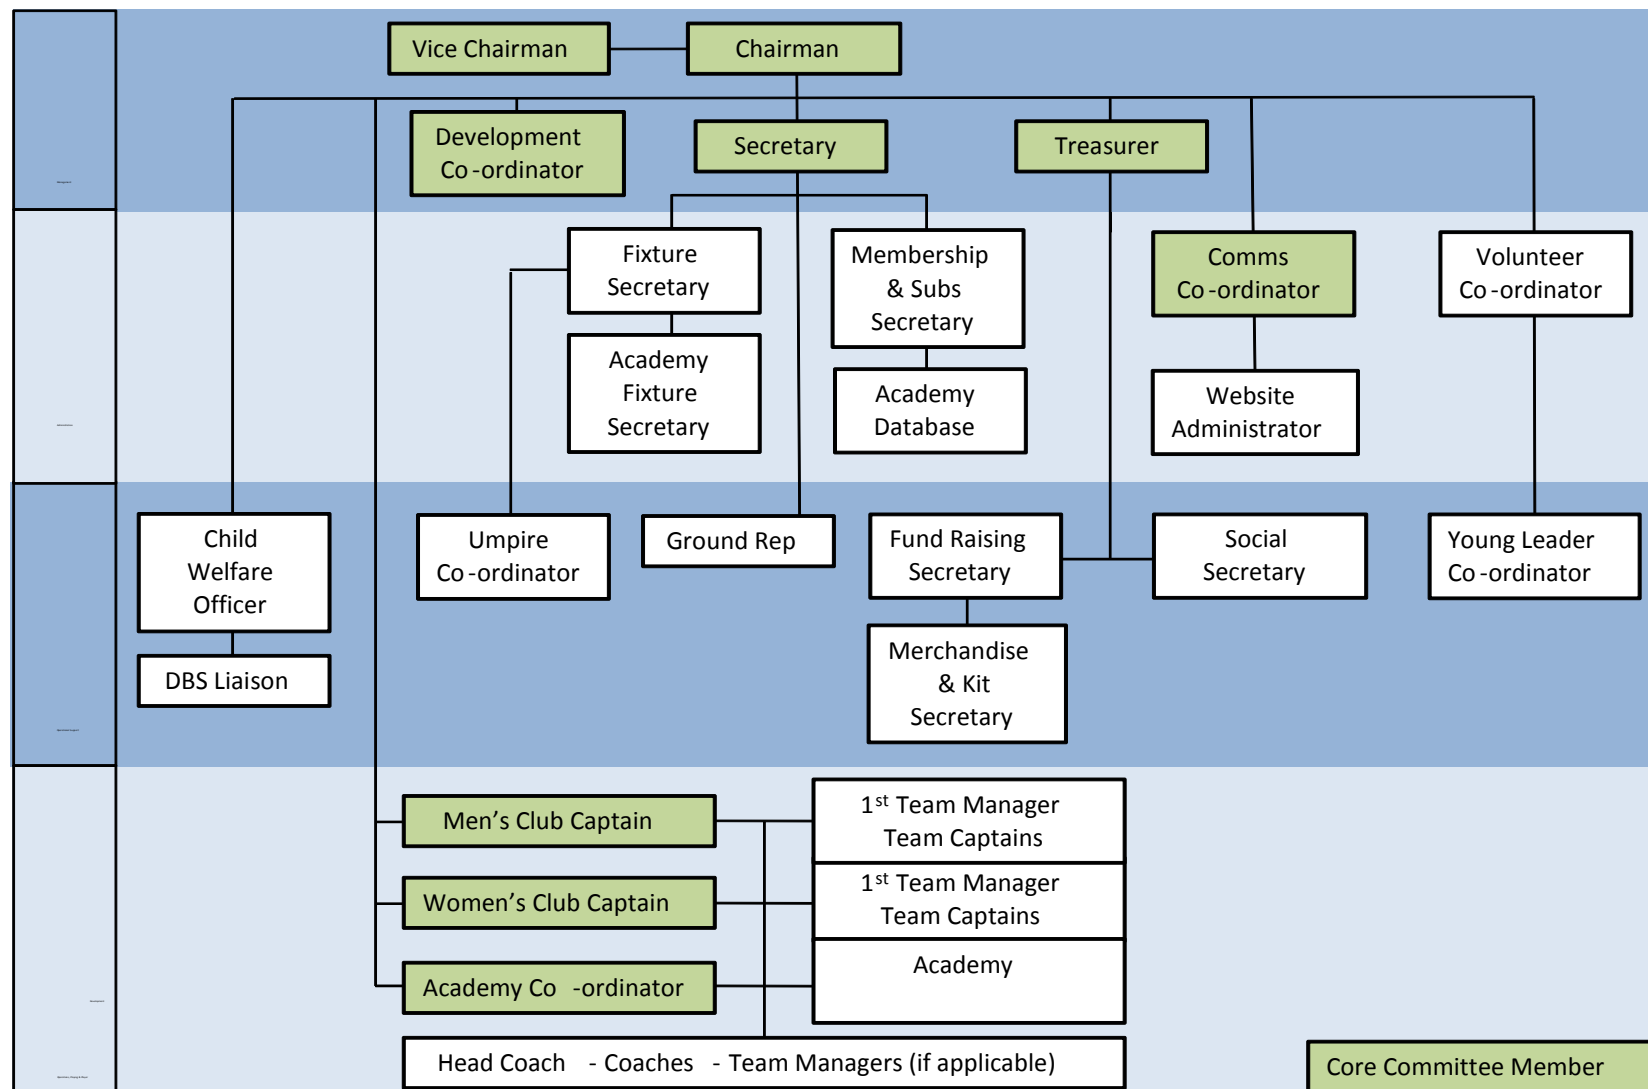 Vice Chairman
Chairman
Development
Co-ordinator
Secretary
Treasurer
Fixture
Secretary
Membership
& Subs
Secretary
Comms
Co-ordinator
Volunteer
Co-ordinator
Academy
Fixture
Secretary
Academy
Database
Website
Administrator
Child
Welfare
Officer
Umpire
Co-ordinator
Ground Rep
Fund Raising
Secretary
Social
Secretary
Young Leader
Co-ordinator
DBS Liaison
Merchandise
& Kit
Secretary
Men’s Club Captain
1st Team Manager
Team Captains
Women’s Club Captain
1st Team Manager
Team Captains
Academy Co -ordinator
Academy
Head Coach - Coaches - Team Managers (if applicable)
Core Committee Member